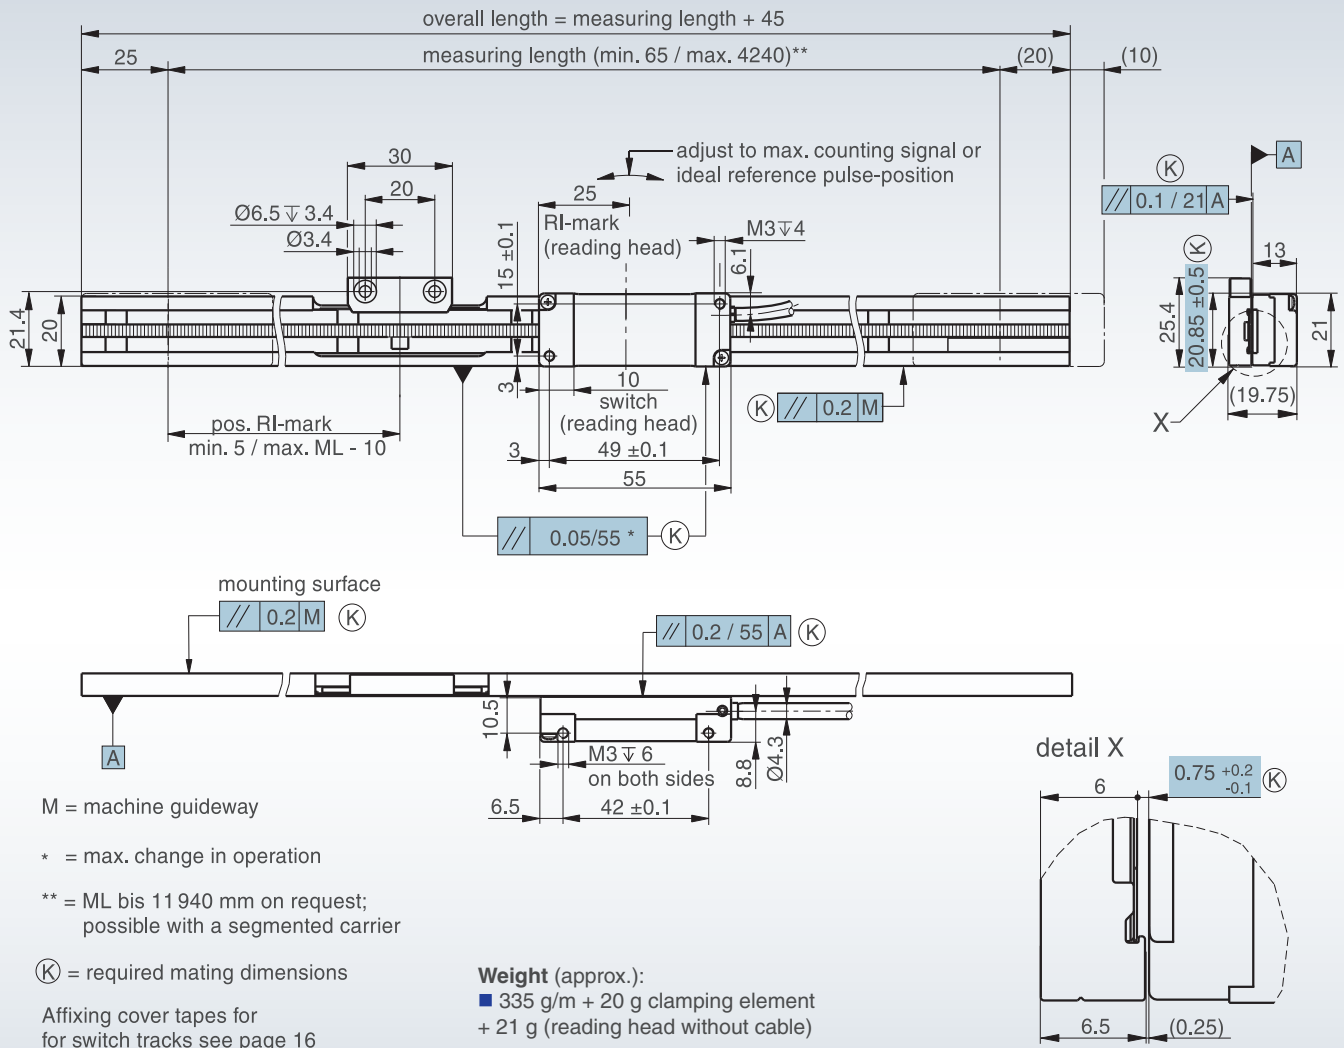 overall length = measuring length + 45
25
measuring length (min. 65 / max. 4240)**
(20)
(10)
30
20
Ø6.5 ↧ 3.4
Ø3.4
adjust to max. counting signal or
ideal reference pulse-position
25
RI-mark
(reading head)
M3 ↧ 4
15 ±0.1
6.1
21.4
20
3
10
switch
(reading head)
pos. RI-mark
min. 5 / max. ML - 10
3
49 ±0.1
55
// 0.05/55 * Ⓚ
Ⓚ // 0.2 M
Ⓚ
// 0.1 / 21 A
A
13
25.4
20.85 ±0.5 Ⓚ
21
(19.75)
X
mounting surface
// 0.2 M Ⓚ
// 0.2 / 55 A Ⓚ
A
10.5
M3 ↧ 6
on both sides
8.8
Ø4.3
6.5
42 ±0.1
detail X
6
0.75 +0.2 -0.1 Ⓚ
6.5
(0.25)
M = machine guideway
* = max. change in operation
** = ML bis 11 940 mm on request;
possible with a segmented carrier
Ⓚ = required mating dimensions
Affixing cover tapes for
for switch tracks see page 16
Weight (approx.):
■ 335 g/m + 20 g clamping element
+ 21 g (reading head without cable)